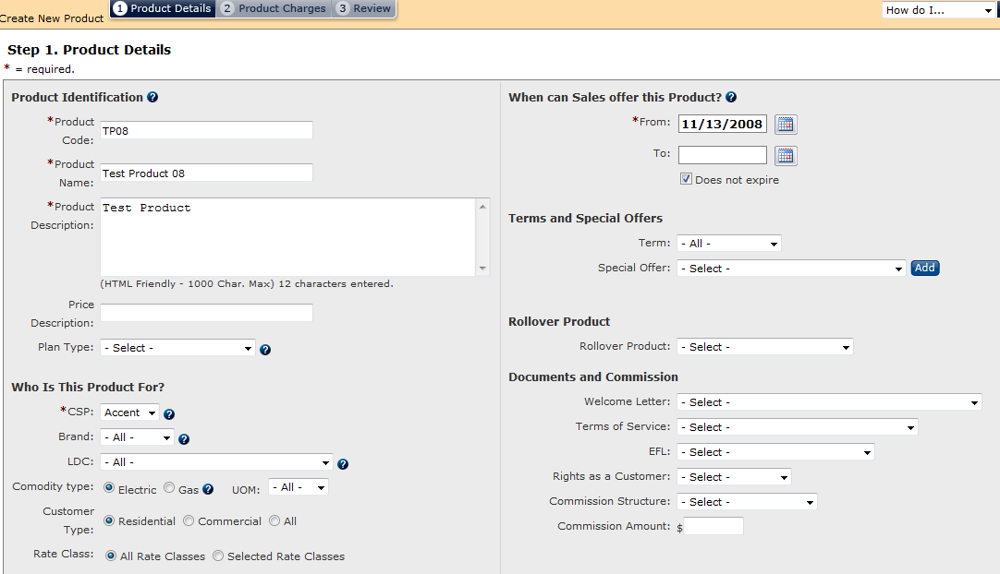 Create New Product
1 Product Details 2 Product Charges 3 Review
How do I...
Step 1. Product Details
* = required.
Product Identification ?
*Product Code: TP08
*Product Name: Test Product 08
*Product Description: Test Product
(HTML Friendly - 1000 Char. Max) 12 characters entered.
Price Description:
Plan Type: - Select - ?
Who Is This Product For?
*CSP: Accent ?
Brand: - All - ?
LDC: - All - ?
Comodity type: Electric Gas ? UOM: - All -
Customer Type: Residential Commercial All
Rate Class: All Rate Classes Selected Rate Classes
When can Sales offer this Product? ?
*From: 11/13/2008
To:
Does not expire
Terms and Special Offers
Term: - All -
Special Offer: - Select - Add
Rollover Product
Rollover Product: - Select -
Documents and Commission
Welcome Letter: - Select -
Terms of Service: - Select -
EFL: - Select -
Rights as a Customer: - Select -
Commission Structure: - Select -
Commission Amount: $